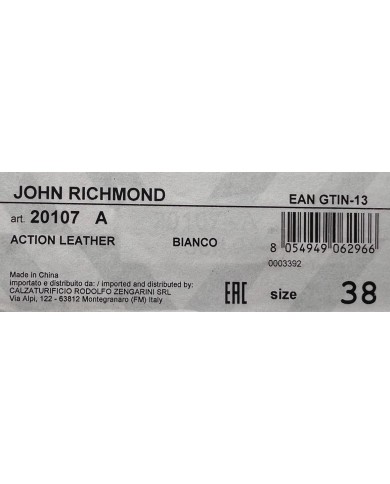 JOHN RICHMOND
EAN GTIN-13
art. 20107 A
ACTION LEATHER BIANCO
8 054949 062966
0003392
Made in China
importato e distribuito da: / imported and distributed by:
CALZATURIFICIO RODOLFO ZENGARINI SRL
Via Alpi, 122 - 63812 Montegranaro (FM) Italy
EAC size 38